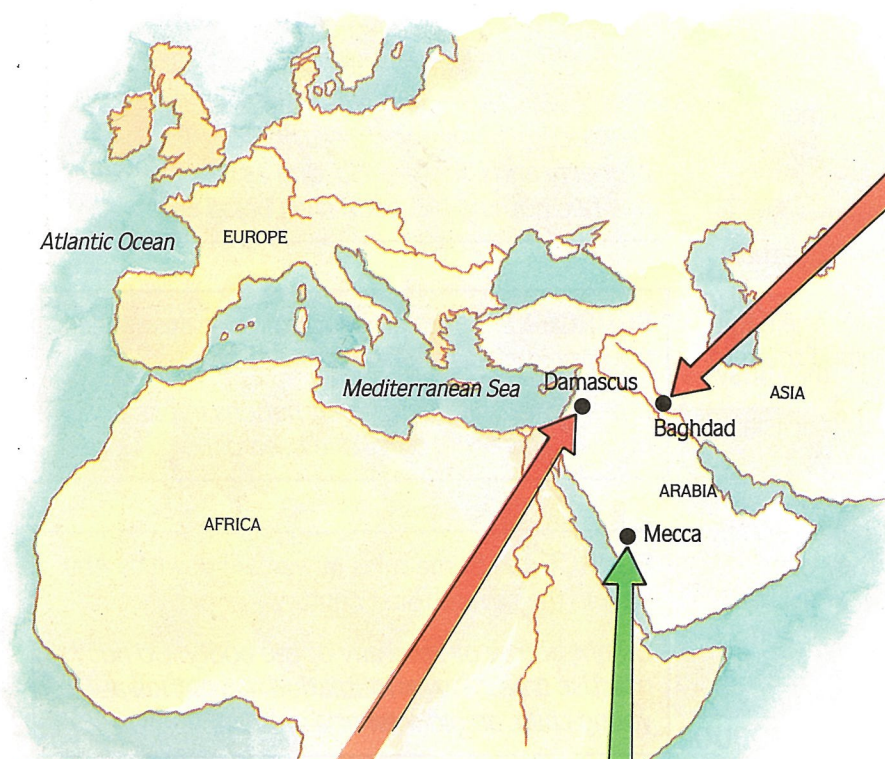 Atlantic Ocean
EUROPE
Mediterranean Sea
Damascus
ASIA
Baghdad
ARABIA
AFRICA
Mecca